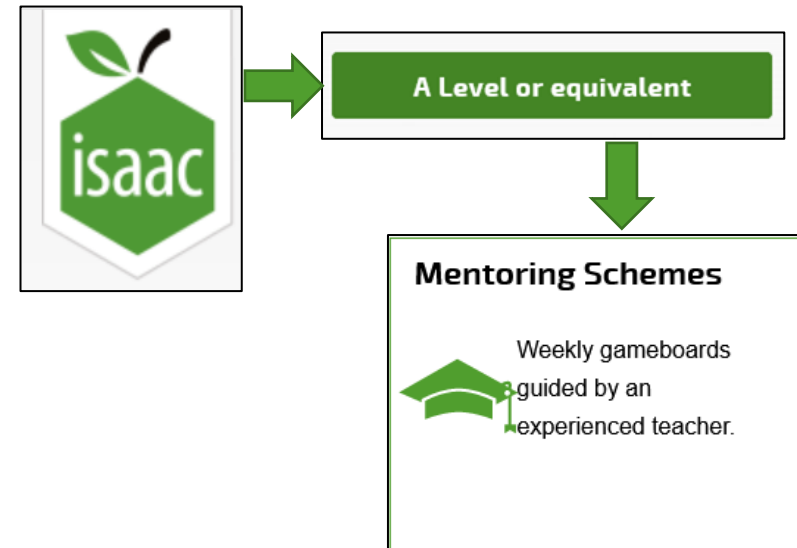 isaac
A Level or equivalent
Mentoring Schemes
Weekly gameboards
guided by an
experienced teacher.